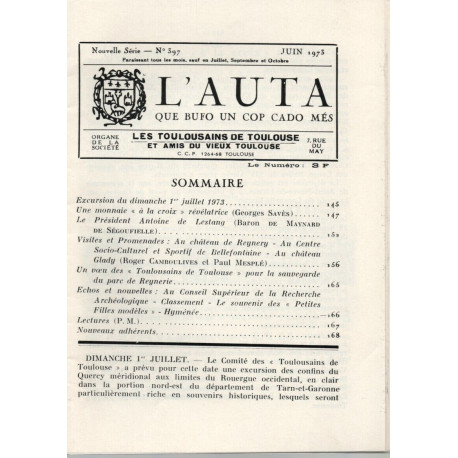 Nouvelle Série — N° 397 JUIN 1973
Paraissant tous les mois, sauf en Juillet, Septembre et Octobre
L'AUTA
QUE BUFO UN COP CADO MÉS
ORGANE DE LA SOCIÉTÉ
LES TOULOUSAINS DE TOULOUSE
ET AMIS DU VIEUX TOULOUSE
7, RUE DU MAY
C.C.P. 1264-68 TOULOUSE
Le Numéro: 3 F
SOMMAIRE
Excursion du dimanche 1er juillet 1973 145
Une monnaie « à la croix » révélatrice (Georges SAVÈS) 147
Le Président Antoine de Lestang (Baron DE MAYNARD
DE SÉGOUFIELLE) 152
Visites et Promenades : Au château de Reynery - Au Centre
Socio-Culturel et Sportif de Bellefontaine - Au château
Glady (Roger CAMBOULIVES et Paul MESPLÉ) 156
Un vœu des « Toulousains de Toulouse » pour la sauvegarde
du parc de Reynerie 165
Echos et nouvelles : Au Conseil Supérieur de la Recherche
Archéologique - Classement - Le souvenir des « Petites
Filles modèles » - Hyménée 166
Lectures (P. M.) 167
Nouveaux adhérents 168
DIMANCHE 1er JUILLET. — Le Comité des « Toulousains de
Toulouse » a prévu pour cette date une excursion des confins du
Quercy méridional aux limites du Rouergue occidental, en clair
dans la portion nord-est du département de Tarn-et-Garonne
particulièrement riche en souvenirs historiques, lesquels seront